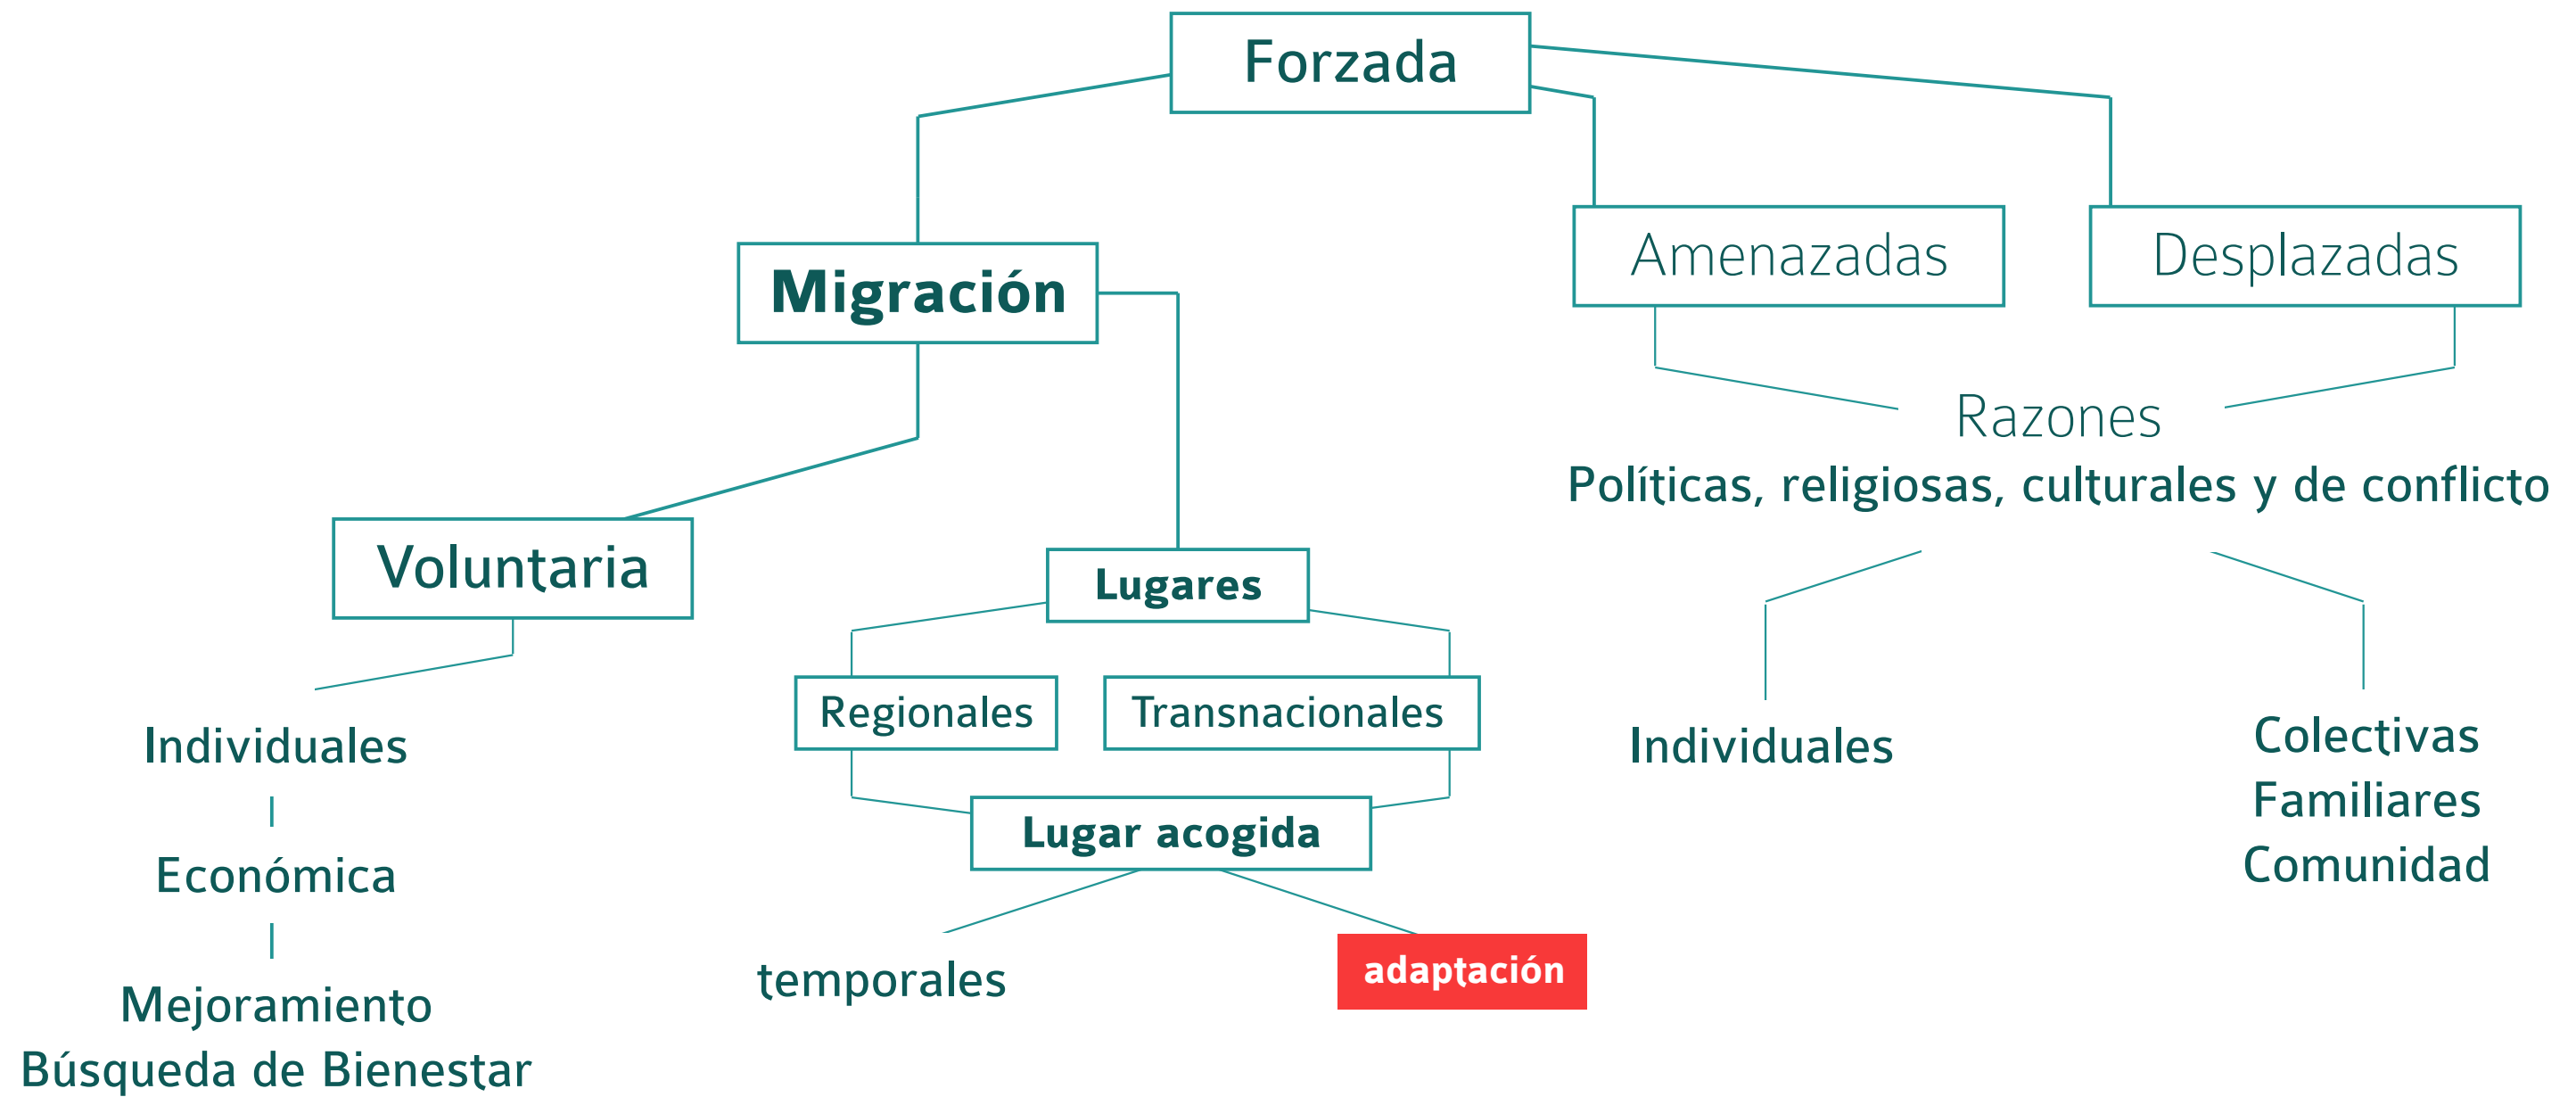 Forzada
Amenazadas
Desplazadas
Migración
Razones
Políticas, religiosas, culturales y de conflicto
Voluntaria
Lugares
Regionales
Transnacionales
Individuales
Económica
Mejoramiento
Búsqueda de Bienestar
Lugar acogida
temporales
adaptación
Individuales
Colectivas
Familiares
Comunidad